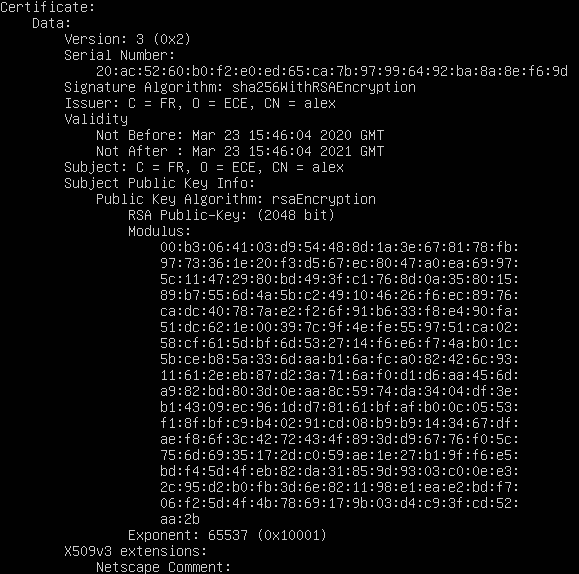 Certificate:
Data:
Version: 3 (0x2)
Serial Number:
20:ac:52:60:b0:f2:e0:ed:65:ca:7b:97:99:64:92:ba:8a:8e:f6:9d
Signature Algorithm: sha256WithRSAEncryption
Issuer: C = FR, O = ECE, CN = alex
Validity
Not Before: Mar 23 15:46:04 2020 GMT
Not After : Mar 23 15:46:04 2021 GMT
Subject: C = FR, O = ECE, CN = alex
Subject Public Key Info:
Public Key Algorithm: rsaEncryption
RSA Public-Key: (2048 bit)
Modulus:
00:b3:06:41:03:d9:54:48:8d:1a:3e:67:81:78:fb:
97:73:36:1e:20:f3:d5:67:ec:80:47:a0:ea:69:97:
5c:11:47:29:80:bd:49:3f:c1:76:8d:0a:35:80:15:
89:b7:55:6d:4a:5b:c2:49:10:46:26:f6:ec:89:76:
ca:dc:40:78:7a:e2:f2:6f:91:b6:33:f8:e4:90:fa:
51:dc:62:1e:00:39:7c:9f:4e:fe:55:97:51:ca:02:
58:cf:61:5d:bf:6d:53:27:14:f6:e6:f7:4a:b0:1c:
5b:ce:b8:5a:33:6d:aa:b1:6a:fc:a0:82:42:6c:93:
11:61:2e:eb:87:d2:3a:71:6a:f0:d1:d6:aa:45:6d:
a9:82:bd:80:3d:0e:aa:8c:59:74:da:34:04:df:3e:
b1:43:09:ec:96:1d:d7:81:61:bf:af:b0:0c:05:53:
f1:8f:bf:c9:b4:02:91:cd:08:b9:b9:14:34:67:df:
ae:f8:6f:3c:42:72:43:4f:89:3d:d9:67:76:f0:5c:
75:6d:69:35:17:2d:c0:59:ae:1e:27:b1:9f:f6:e5:
bd:f4:5d:4f:eb:82:da:31:85:9d:93:03:c0:0e:e3:
2c:95:d2:b0:fb:3d:6e:82:11:98:e1:ea:e2:bd:f7:
06:f2:5d:4f:4b:78:69:17:9b:03:d4:c9:3f:cd:52:
aa:2b
Exponent: 65537 (0x10001)
X509v3 extensions:
Netscape Comment: